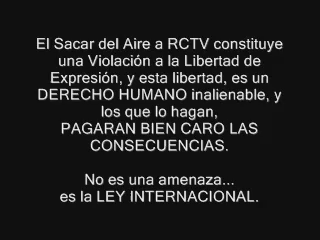 El Sacar del Aire a RCTV constituye
una Violación a la Libertad de
Expresión, y esta libertad, es un
DERECHO HUMANO inalienable, y
los que lo hagan,
PAGARAN BIEN CARO LAS
CONSECUENCIAS.
No es una amenaza...
es la LEY INTERNACIONAL.